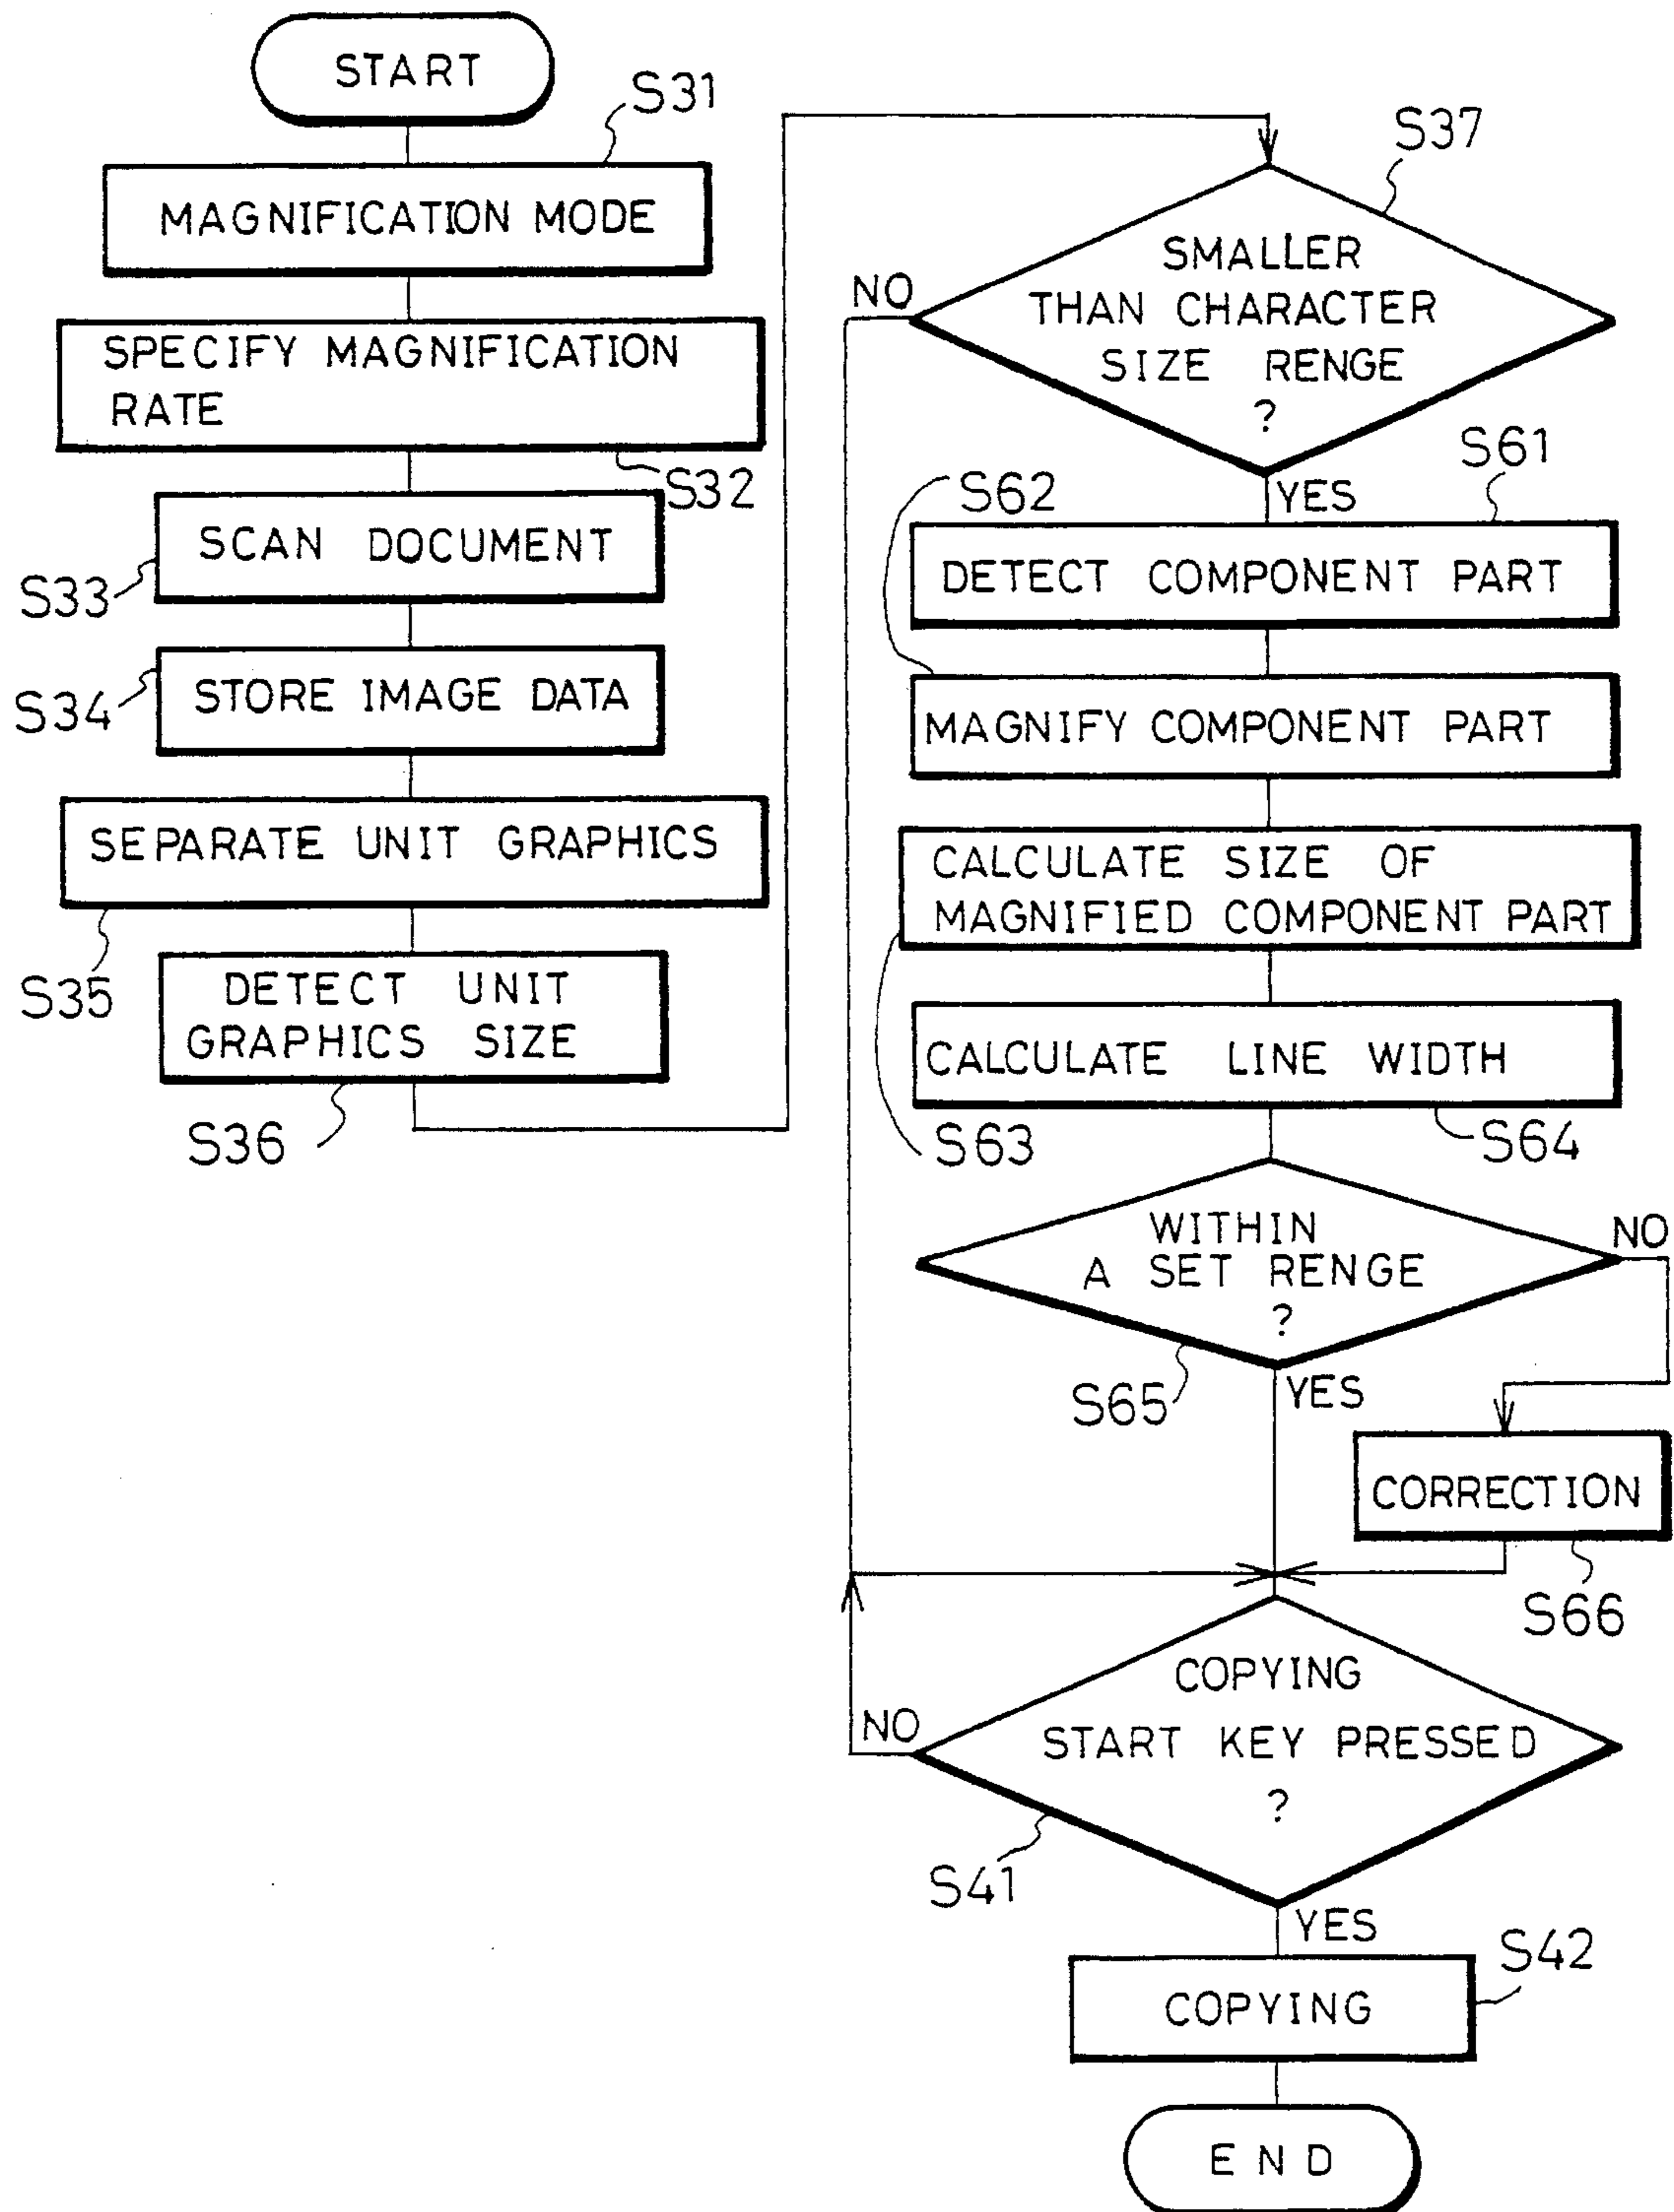 START
S31
MAGNIFICATION MODE
SPECIFY MAGNIFICATION
RATE
S32
SCAN DOCUMENT
S33
STORE IMAGE DATA
S34
SEPARATE UNIT GRAPHICS
S35
DETECT UNIT
GRAPHICS SIZE
S36
S37
SMALLER
THAN CHARACTER
SIZE RENGE
?
NO
YES
S61
DETECT COMPONENT PART
S62
MAGNIFY COMPONENT PART
CALCULATE SIZE OF
MAGNIFIED COMPONENT PART
S63
CALCULATE LINE WIDTH
S64
WITHIN
A SET RENGE
?
NO
S65
YES
CORRECTION
S66
COPYING
START KEY PRESSED
?
NO
S41
YES
S42
COPYING
END